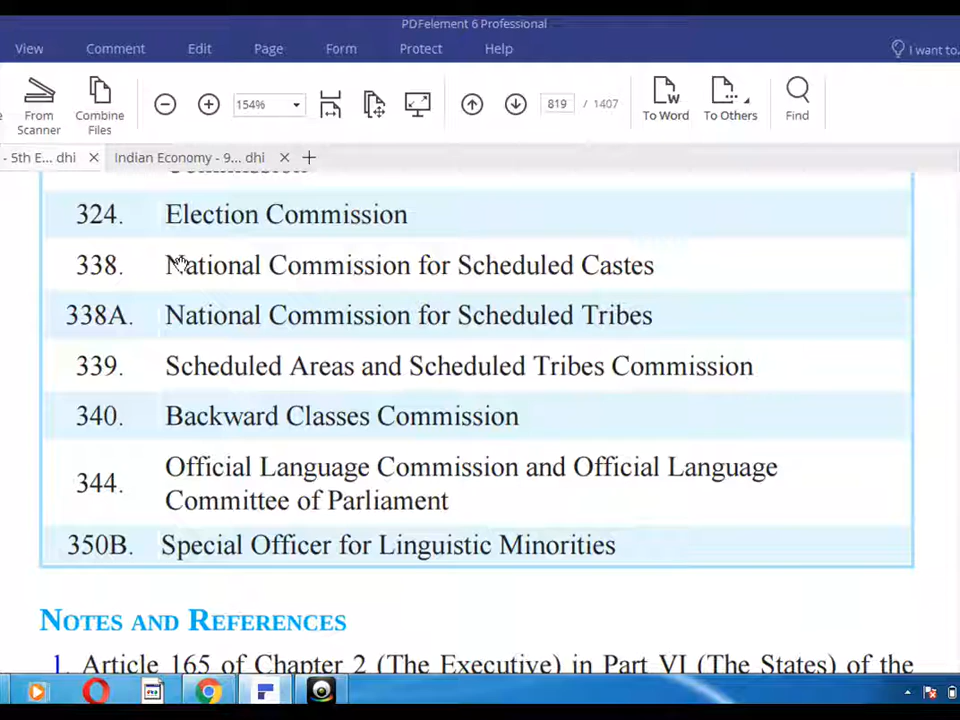 PDFelement 6 Professional
View Comment Edit Page Form Protect Help I want to.
From Scanner
Combine Files
154%
819 / 1407
To Word
To Others
Find
- 5th E... dhi
Indian Economy - 9... dhi
Commission
324. Election Commission
338. National Commission for Scheduled Castes
338A. National Commission for Scheduled Tribes
339. Scheduled Areas and Scheduled Tribes Commission
340. Backward Classes Commission
344. Official Language Commission and Official Language
Committee of Parliament
350B. Special Officer for Linguistic Minorities
NOTES AND REFERENCES
1. Article 165 of Chapter 2 (The Executive) in Part VI (The States) of the